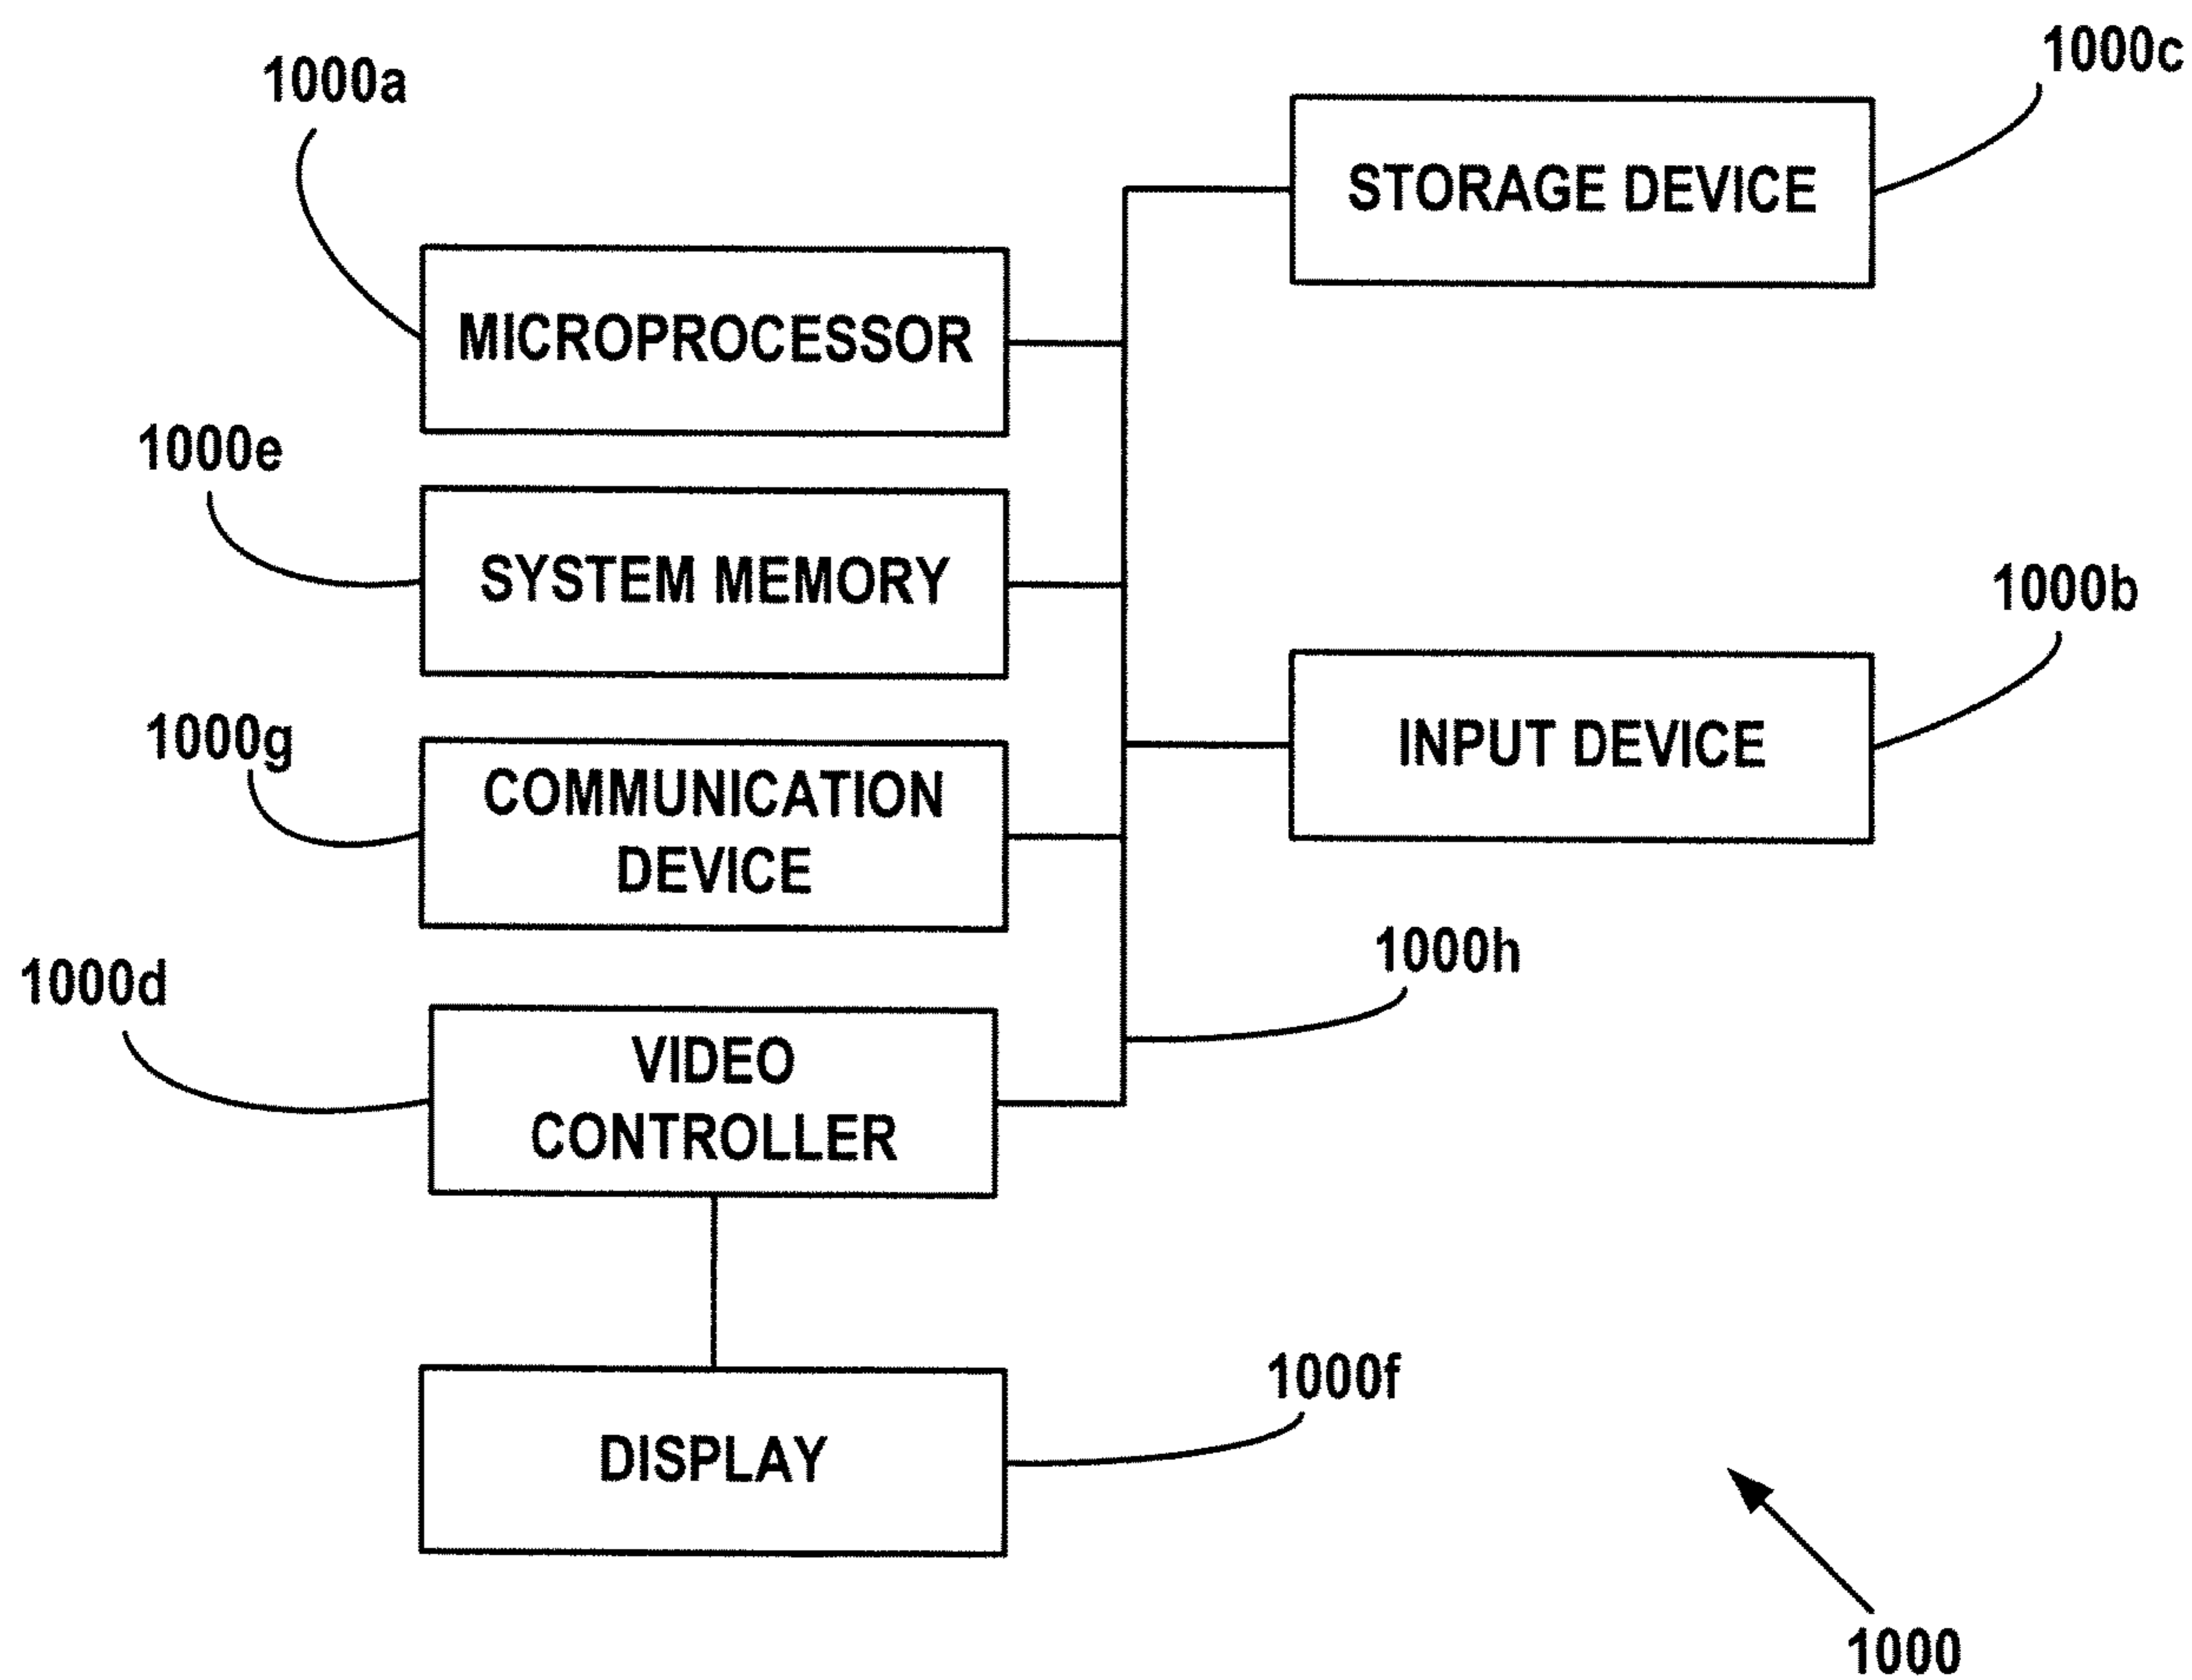 1000c
1000a
STORAGE DEVICE
MICROPROCESSOR
1000e
SYSTEM MEMORY
1000b
1000g
INPUT DEVICE
COMMUNICATION
DEVICE
1000h
1000d
VIDEO
CONTROLLER
1000f
DISPLAY
1000